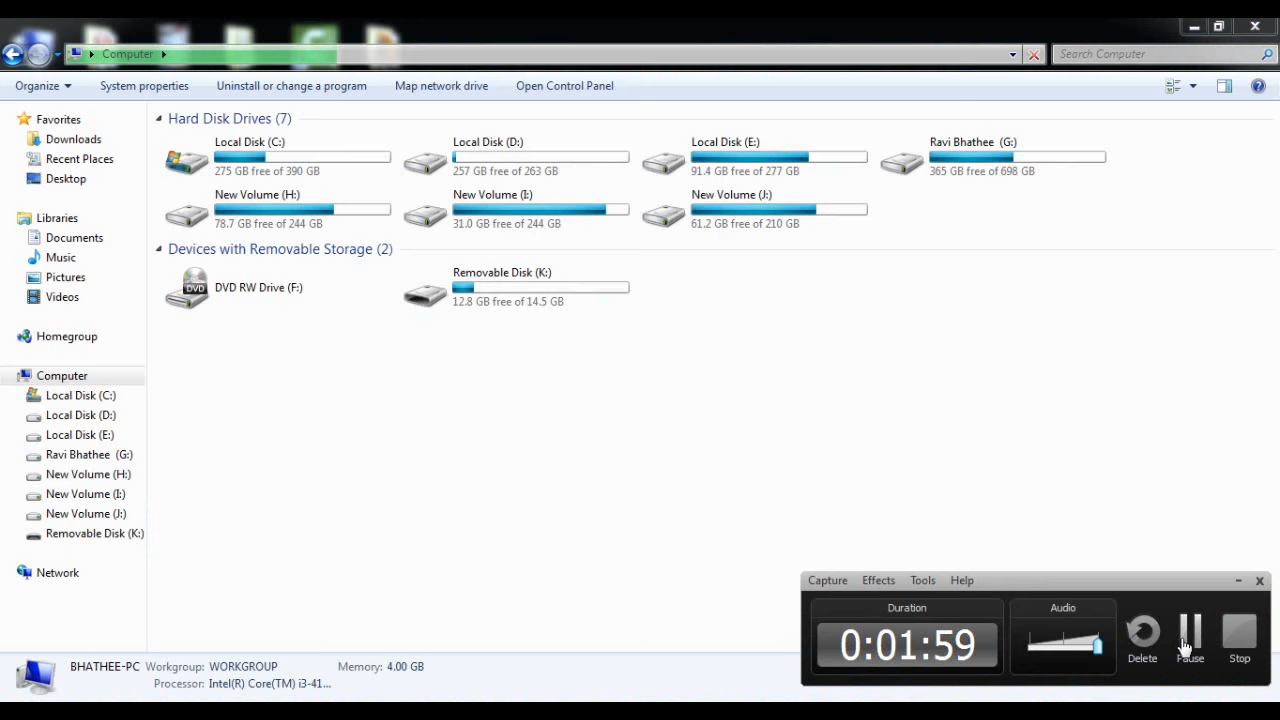 Computer
Search Computer
Organize System properties Uninstall or change a program Map network drive Open Control Panel
Favorites
Downloads
Recent Places
Desktop
Libraries
Documents
Music
Pictures
Videos
Homegroup
Computer
Local Disk (C:)
Local Disk (D:)
Local Disk (E:)
Ravi Bhathee (G:)
New Volume (H:)
New Volume (I:)
New Volume (J:)
Removable Disk (K:)
Network
Hard Disk Drives (7)
Local Disk (C:)
275 GB free of 390 GB
Local Disk (D:)
257 GB free of 263 GB
Local Disk (E:)
91.4 GB free of 277 GB
Ravi Bhathee (G:)
365 GB free of 698 GB
New Volume (H:)
78.7 GB free of 244 GB
New Volume (I:)
31.0 GB free of 244 GB
New Volume (J:)
61.2 GB free of 210 GB
Devices with Removable Storage (2)
DVD
DVD RW Drive (F:)
Removable Disk (K:)
12.8 GB free of 14.5 GB
BHATHEE-PC Workgroup: WORKGROUP Memory: 4.00 GB
Processor: Intel(R) Core(TM) i3-41...
Capture Effects Tools Help
Duration
0:01:59
Audio
Delete Pause Stop